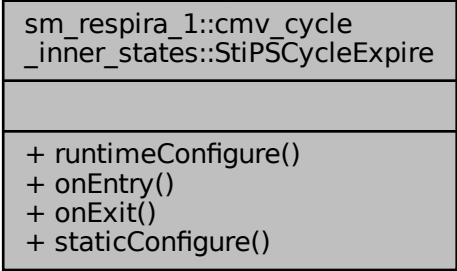 sm_respira_1::cmv_cycle
_inner_states::StiPSCycleExpire
+ runtimeConfigure()
+ onEntry()
+ onExit()
+ staticConfigure()